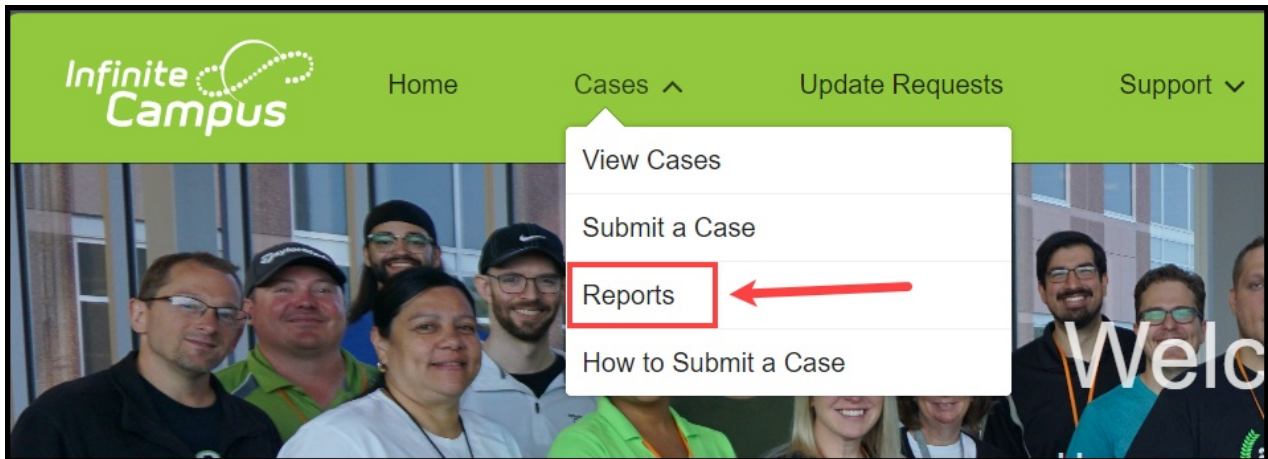 Infinite
Campus
Home
Cases
Update Requests
Support
View Cases
Submit a Case
Reports
How to Submit a Case
Welc